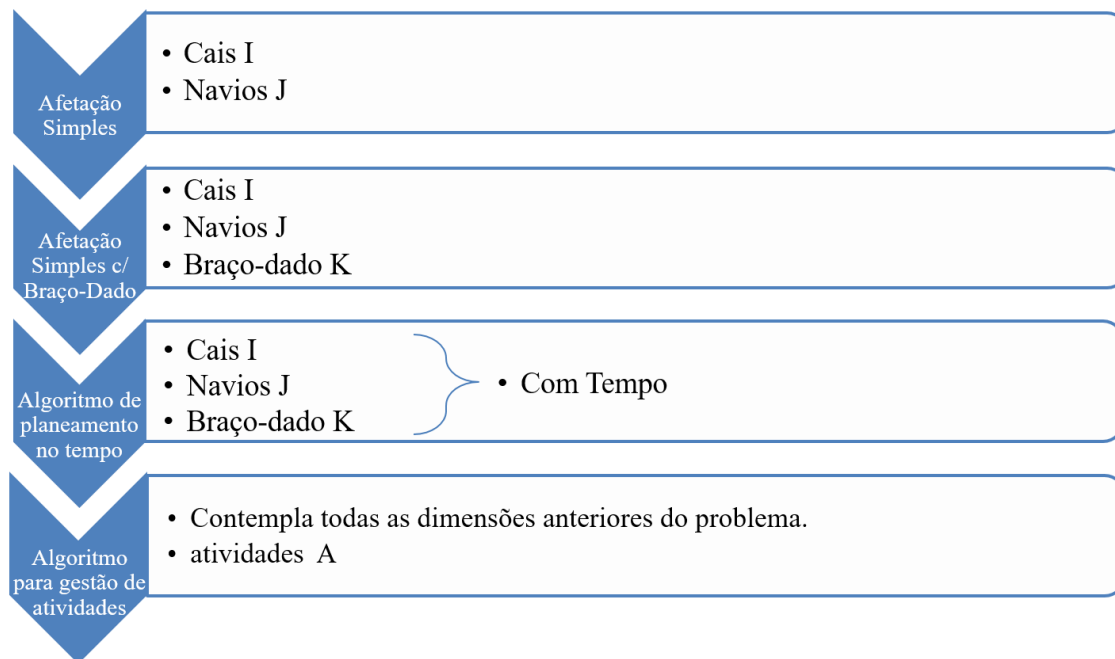 Afetação
Simples
• Cais I
• Navios J
Afetação
Simples c/
Braço-Dado
• Cais I
• Navios J
• Braço-dado K
Algoritmo de
planeamento
no tempo
• Cais I
• Navios J
• Braço-dado K
• Com Tempo
Algoritmo
para gestão de
atividades
• Contempla todas as dimensões anteriores do problema.
• atividades A